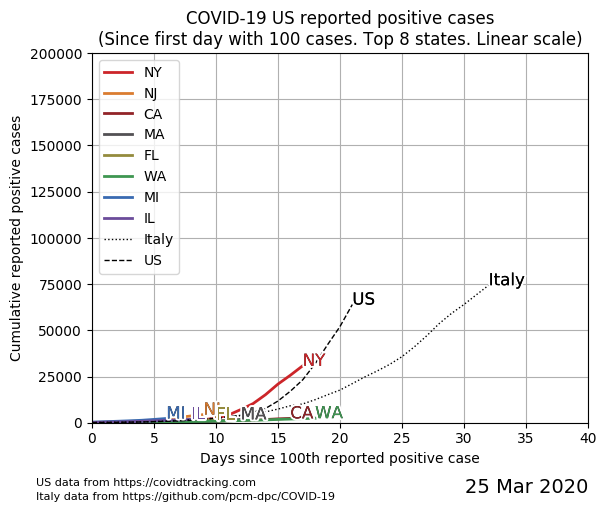 COVID-19 US reported positive cases
(Since first day with 100 cases. Top 8 states. Linear scale)
Cumulative reported positive cases
200000
175000
150000
125000
100000
75000
50000
25000
0
NY
NJ
CA
MA
FL
WA
MI
IL
Italy
US
Italy
US
NY
MI
IL
NJ
FL
MA
CA
WA
0 5 10 15 20 25 30 35 40
Days since 100th reported positive case
US data from https://covidtracking.com
Italy data from https://github.com/pcm-dpc/COVID-19
25 Mar 2020